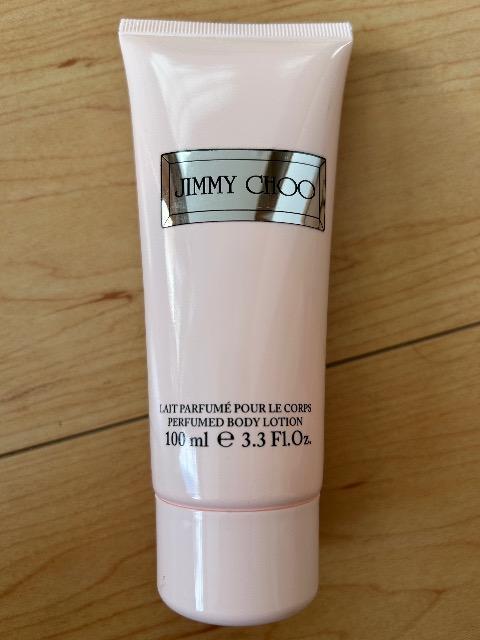 JIMMY CHOO
LAIT PARFUMÉ POUR LE CORPS
PERFUMED BODY LOTION
100 ml ℮ 3.3 Fl.Oz.